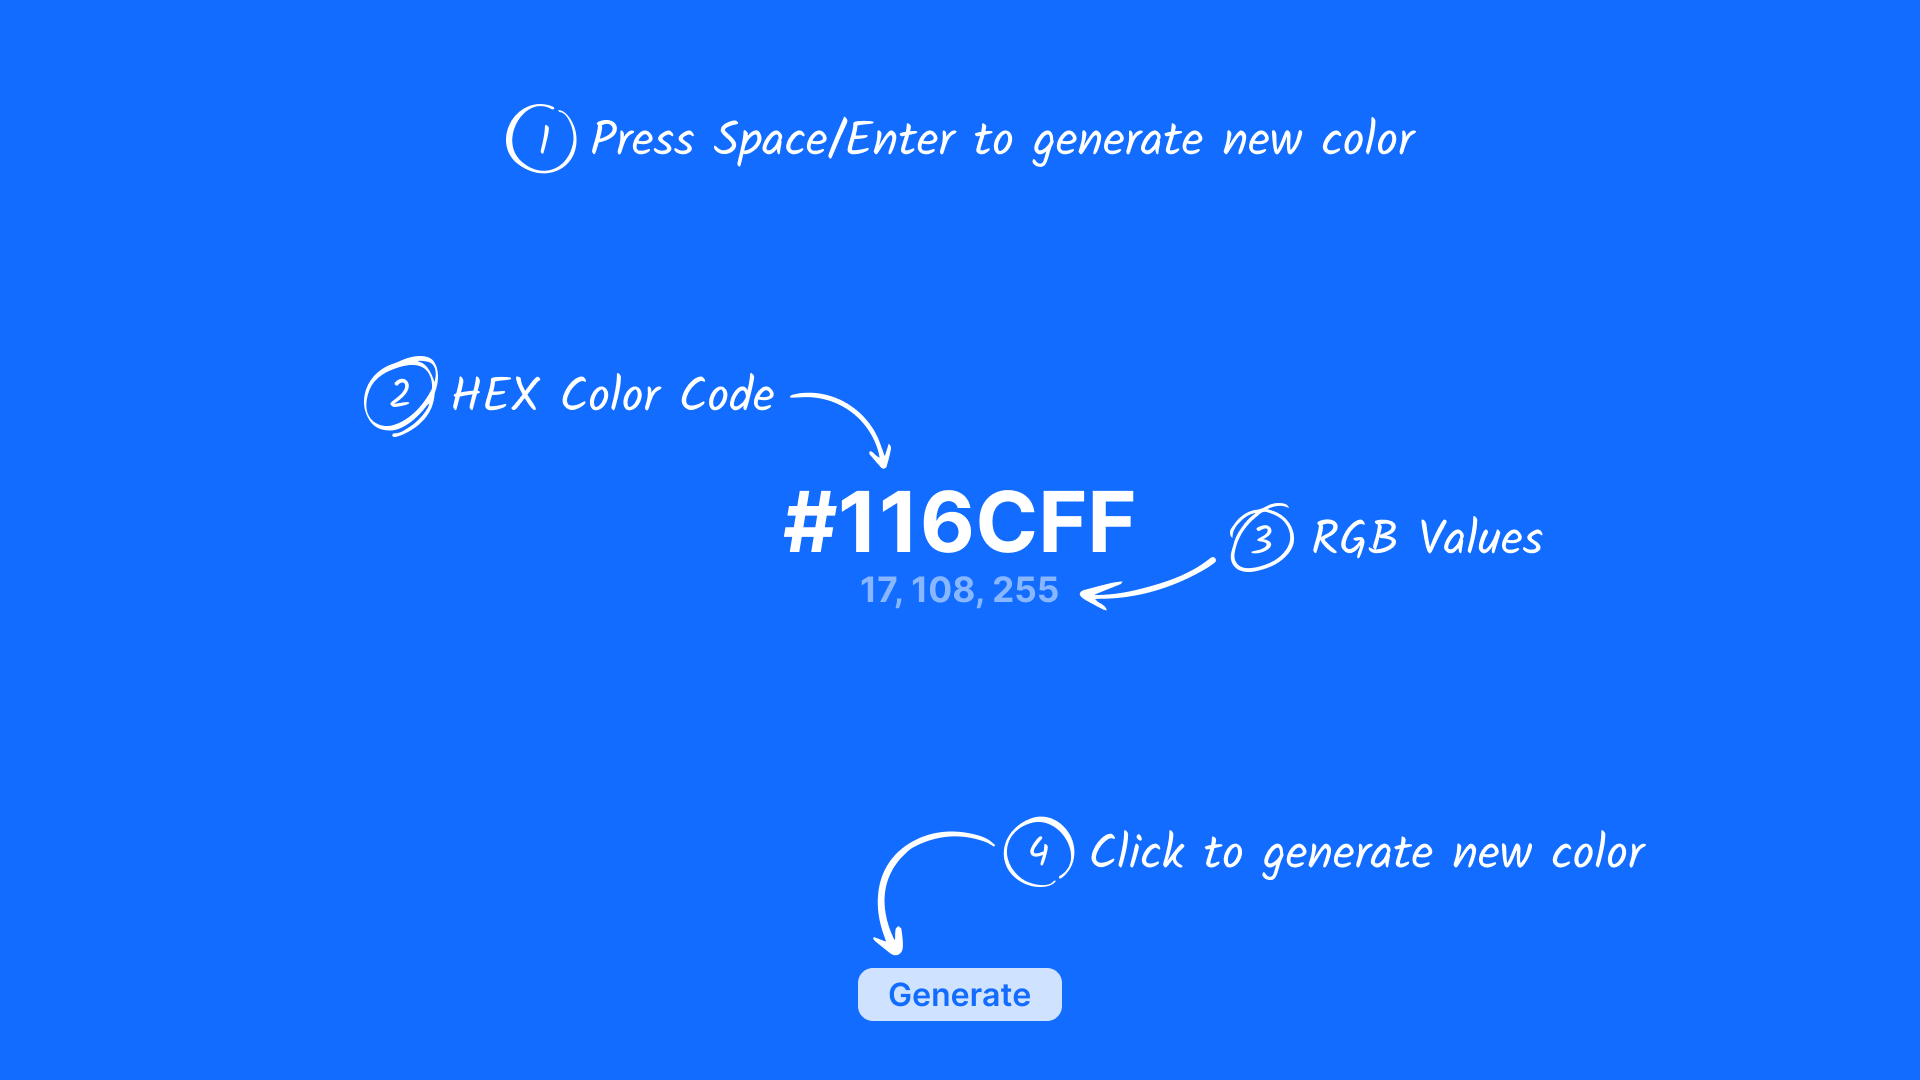 1 Press Space/Enter to generate new color
2 HEX Color Code
#116CFF
3 RGB Values
17, 108, 255
4 Click to generate new color
Generate